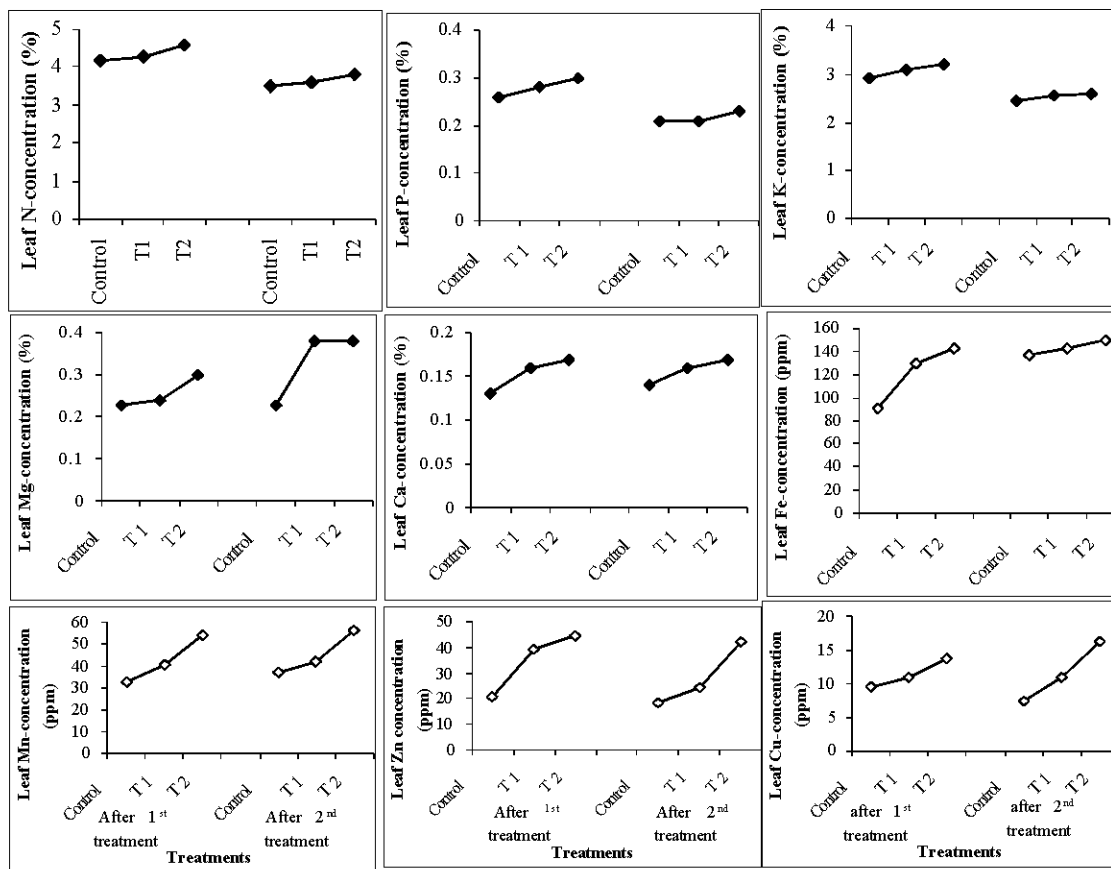 Leaf N-concentration (%)
5
4
3
2
1
0
Control
T1
T2
Control
T1
T2
Leaf P-concentration (%)
0.4
0.3
0.2
0.1
0
Control
T 1
T 2
Control
T 1
T 2
Leaf K-concentration (%)
4
3
2
1
0
Control
T 1
T 2
Control
T 1
T 2
Leaf Mg-concentration (%)
0.4
0.3
0.2
0.1
0
Control
T 1
T 2
Control
T 1
T 2
Leaf Ca-concentration (%)
0.2
0.15
0.1
0.05
0
Control
T 1
T 2
Control
T 1
T 2
Leaf Fe-concentration (ppm)
160
140
120
100
80
60
40
20
0
Control
T 1
T 2
Control
T 1
T 2
Leaf Mn-concentration
(ppm)
60
50
40
30
20
10
0
Control
T 1
T 2
Control
T 1
T 2
After 1 st
treatment
After 2 nd
treatment
Treatments
Leaf Zn concentration
(ppm)
50
40
30
20
10
0
Control
T 1
T 2
Control
T 1
T 2
After 1st
treatment
After 2nd
treatment
Treatments
Leaf Cu-concentration
(ppm)
20
15
10
5
0
Control
T 1
T 2
Control
T 1
T 2
after 1 st
treatment
after 2 nd
treatment
Treatments